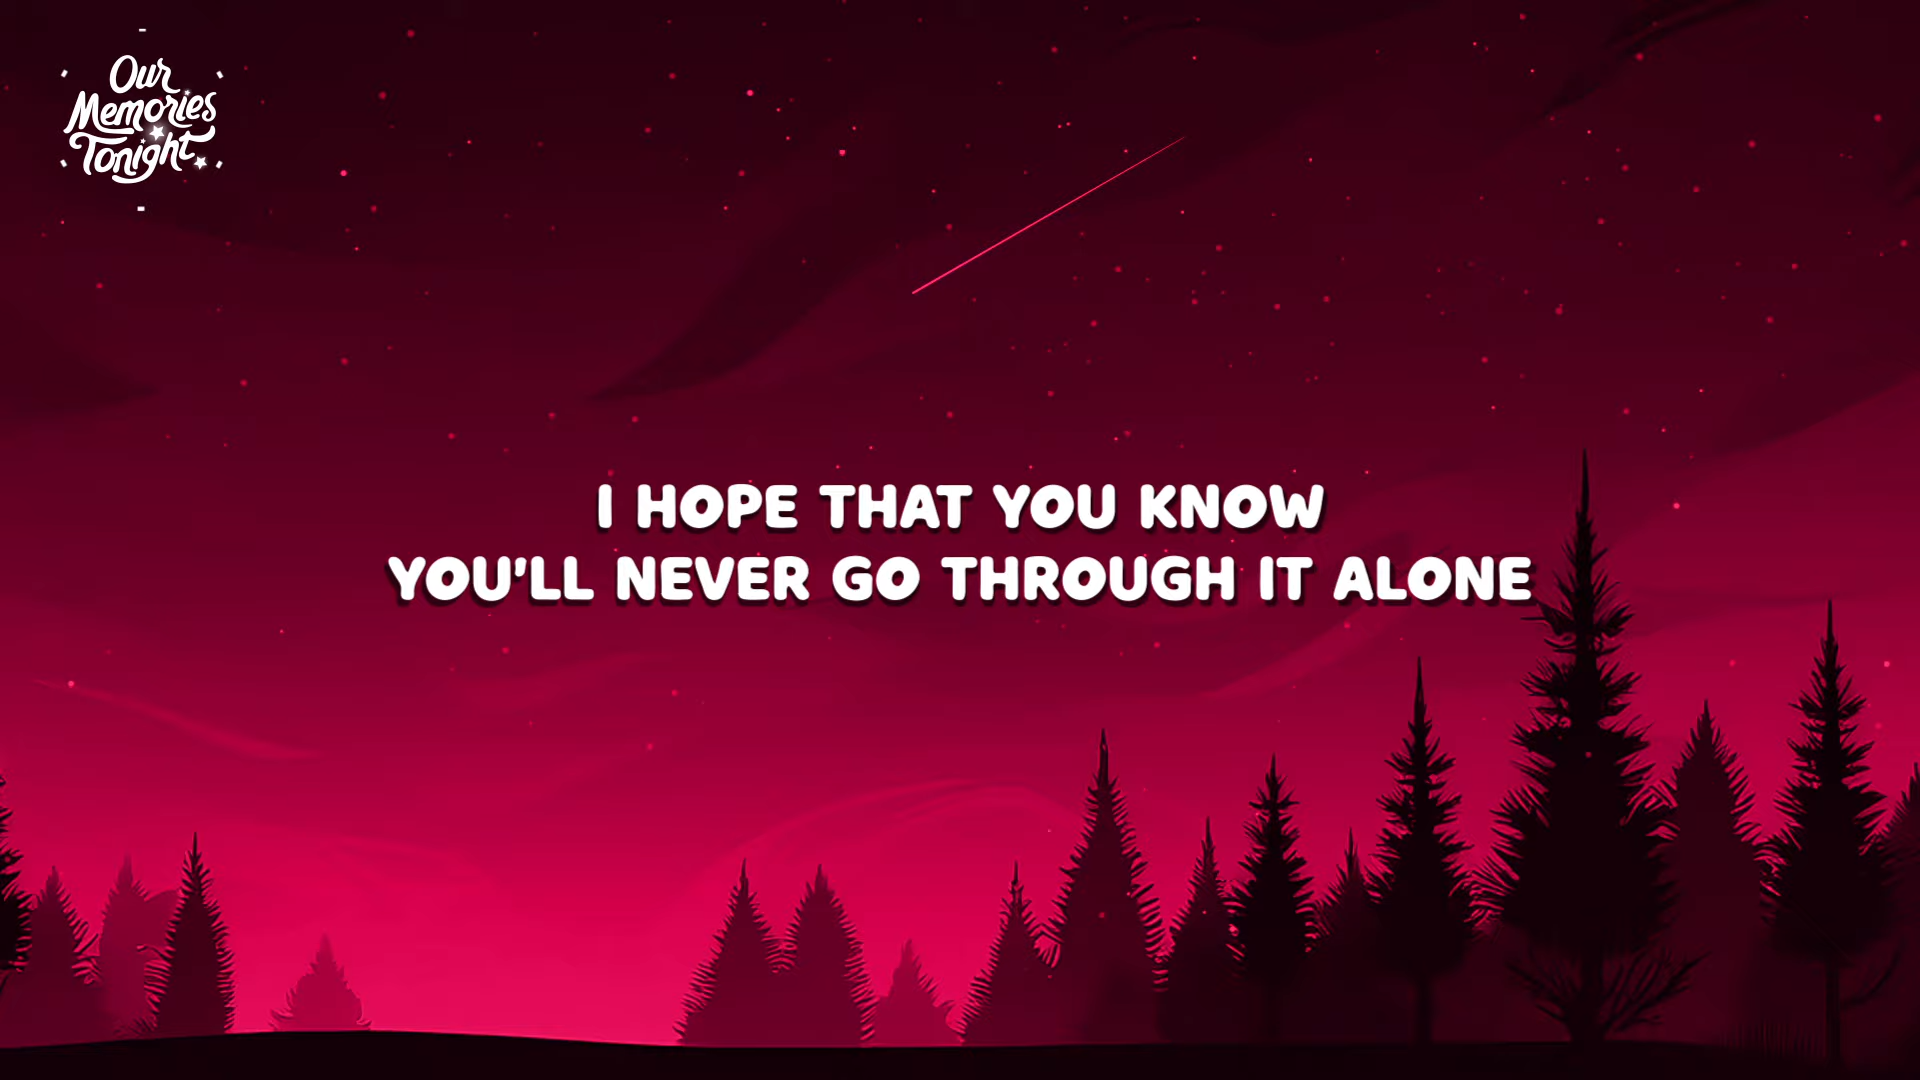 Our
Memories
Tonight
I HOPE THAT YOU KNOW
YOU'LL NEVER GO THROUGH IT ALONE